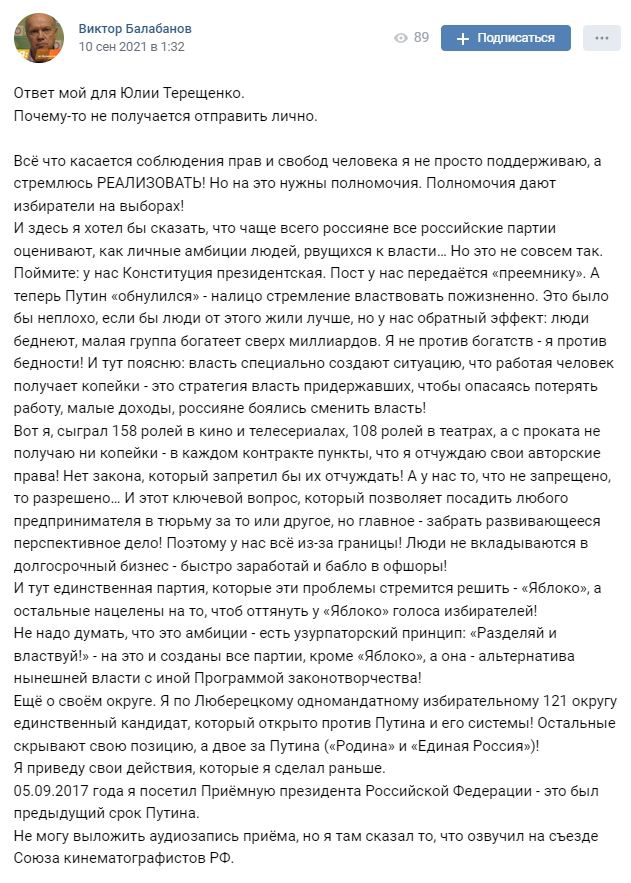 Виктор Балабанов
10 сен 2021 в 1:32
89
Подписаться
Ответ мой для Юлии Терещенко.
Почему-то не получается отправить лично.
Всё что касается соблюдения прав и свобод человека я не просто поддерживаю, а
стремлюсь РЕАЛИЗОВАТЬ! Но на это нужны полномочия. Полномочия дают
избиратели на выборах!
И здесь я хотел бы сказать, что чаще всего россияне все российские партии
оценивают, как личные амбиции людей, рвущихся к власти... Но это не совсем так.
Поймите: у нас Конституция президентская. Пост у нас передаётся «преемнику». А
теперь Путин «обнулился» - налицо стремление властвовать пожизненно. Это было
бы неплохо, если бы люди от этого жили лучше, но у нас обратный эффект: люди
беднеют, малая группа богатеет сверх миллиардов. Я не против богатств - я против
бедности! И тут поясню: власть специально создают ситуацию, что работая человек
получает копейки - это стратегия власть придержавших, чтобы опасаясь потерять
работу, малые доходы, россияне боялись сменить власть!
Вот я, сыграл 158 ролей в кино и телесериалах, 108 ролей в театрах, а с проката не
получаю ни копейки - в каждом контракте пункты, что я отчуждаю свои авторские
права! Нет закона, который запретил бы их отчуждать! А у нас то, что не запрещено,
то разрешено... И этот ключевой вопрос, который позволяет посадить любого
предпринимателя в тюрьму за то или другое, но главное - забрать развивающееся
перспективное дело! Поэтому у нас всё из-за границы! Люди не вкладываются в
долгосрочный бизнес - быстро заработай и бабло в офшоры!
И тут единственная партия, которые эти проблемы стремится решить - «Яблоко», а
остальные нацелены на то, чтоб оттянуть у «Яблоко» голоса избирателей!
Не надо думать, что это амбиции - есть узурпаторский принцип: «Разделяй и
властвуй!» - на это и созданы все партии, кроме «Яблоко», а она - альтернатива
нынешней власти с иной Программой законотворчества!
Ещё о своём округе. Я по Люберецкому одномандатному избирательному 121 округу
единственный кандидат, который открыто против Путина и его системы! Остальные
скрывают свою позицию, а двое за Путина («Родина» и «Единая Россия»)!
Я приведу свои действия, которые я сделал раньше.
05.09.2017 года я посетил Приёмную президента Российской Федерации - это был
предыдущий срок Путина.
Не могу выложить аудиозапись приёма, но я там сказал то, что озвучил на съезде
Союза кинематографистов РФ.